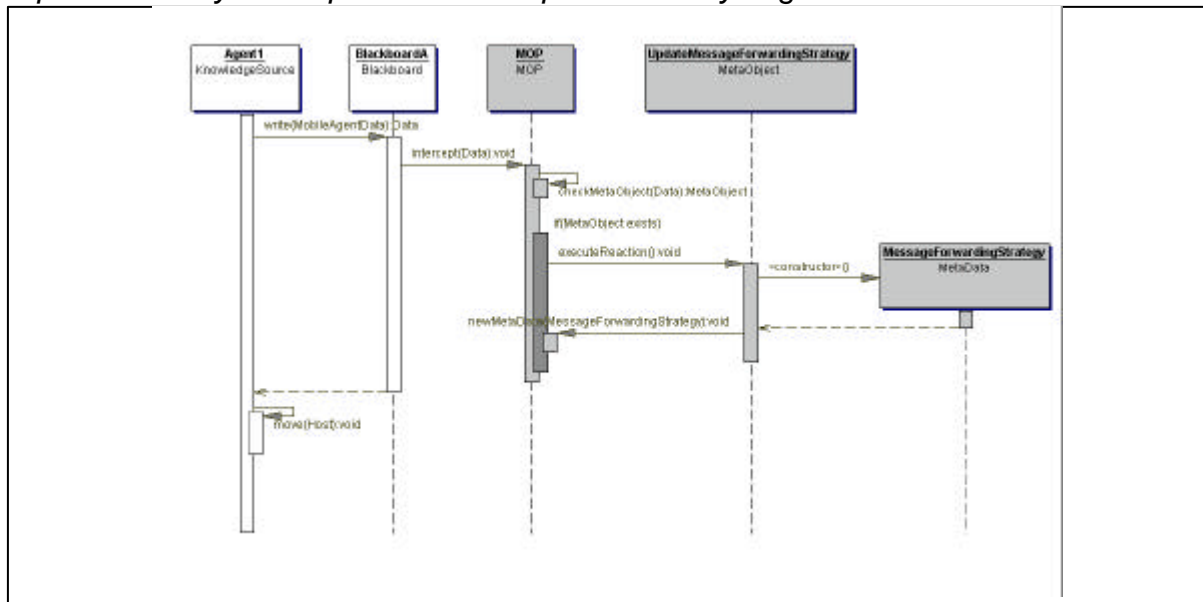 Agent1
KnowledgeSource
BlackboardA
Blackboard
MOP
MOP
UpdateMessageForwardingStrategy
MetaObject
write(MobileAgentData):Data
intercept(Data):void
checkMetaObject(Data):MetaObject
if(MetaObject exists)
executeReaction():void
MessageForwardingStrategy
MetaData
=constructor=()
newMetaData(MessageForwardingStrategy):void
move(Host):void